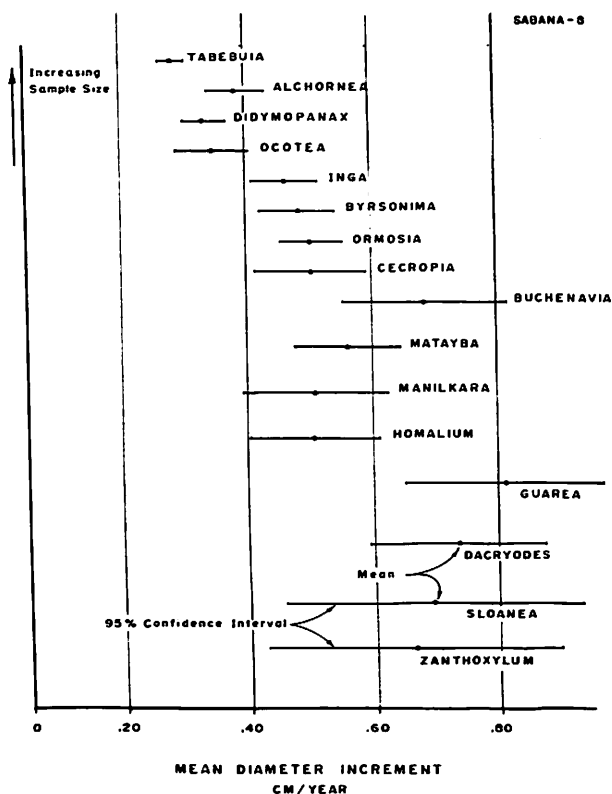 SABANA-8
Increasing
Sample Size
TABEBUIA
ALCHORNEA
DIDYMOPANAX
OCOTEA
INGA
BYRSONIMA
ORMOSIA
CECROPIA
BUCHENAVIA
MATAYBA
MANILKARA
HOMALIUM
GUAREA
DACRYODES
Mean
SLOANEA
95% Confidence Interval
ZANTHOXYLUM
0 .20 .40 .60 .80
MEAN DIAMETER INCREMENT
CM/YEAR